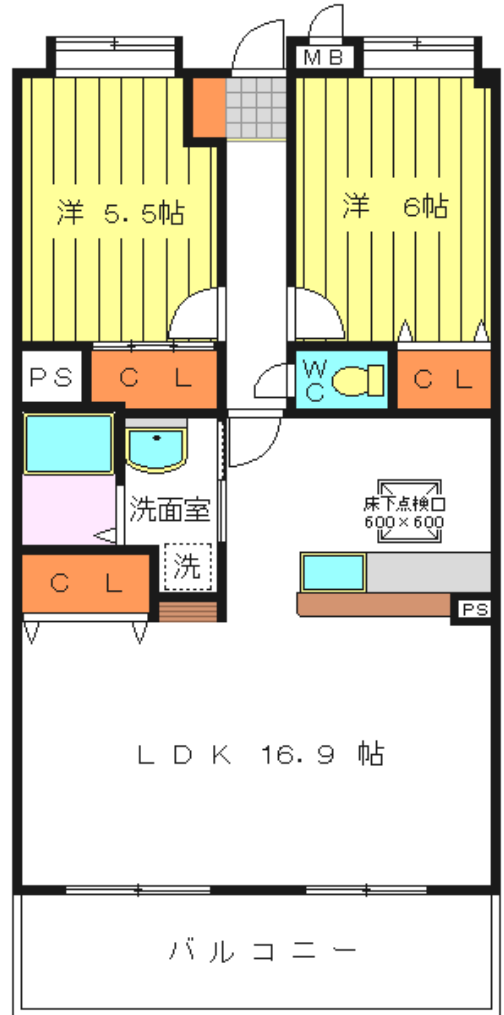 MB
洋 5.5帖
洋 6帖
PS
CL
WC
CL
洗面室
床下点検口
600×600
洗
CL
PS
LDK 16.9 帖
バルコニー